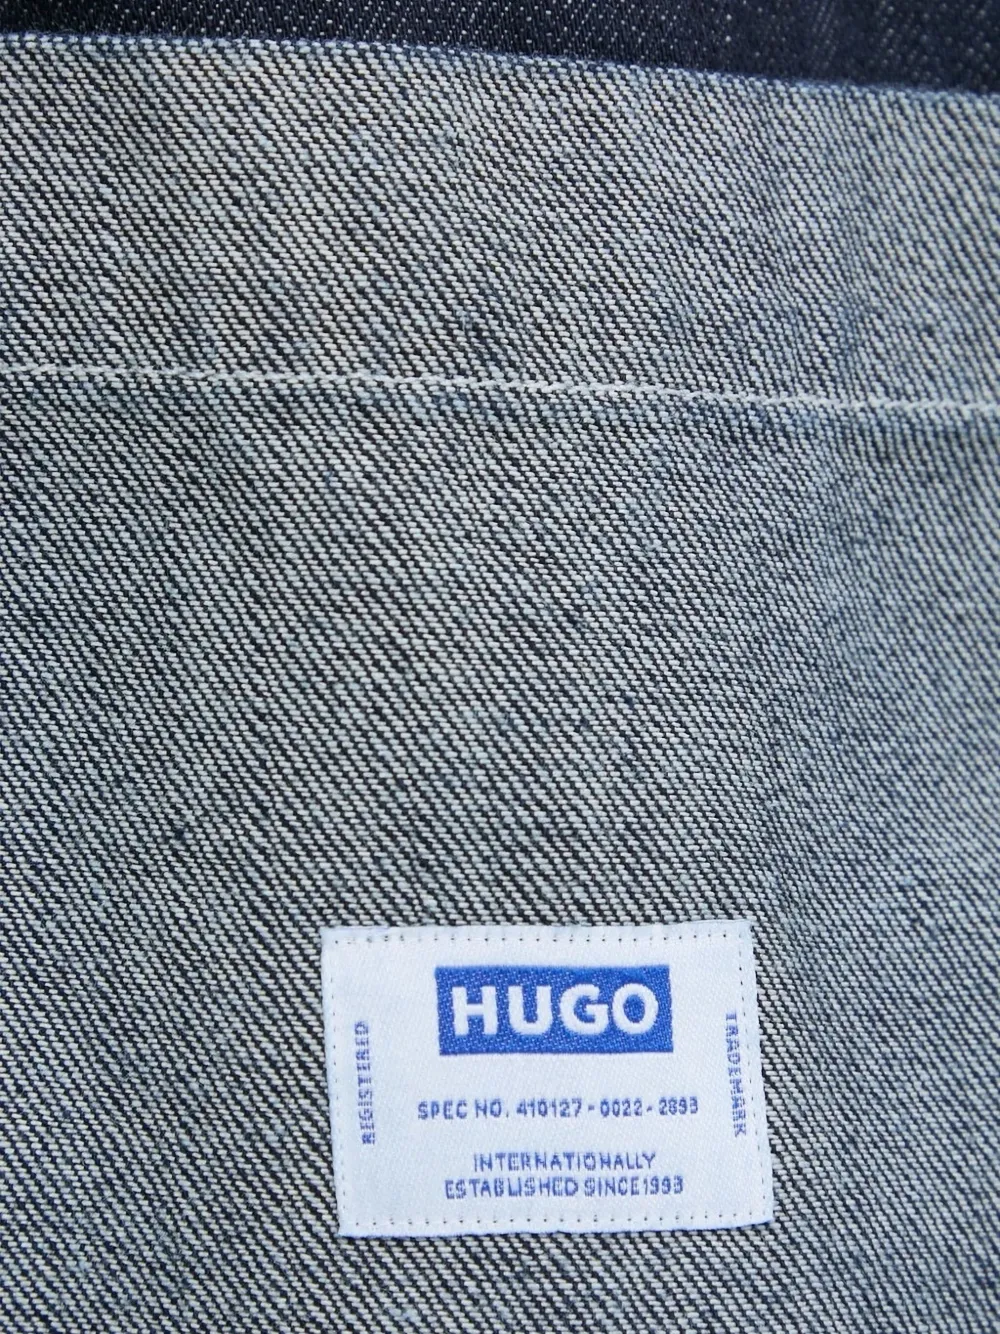 HUGO
REGISTERED
TRADEMARK
SPEC NO. 410127-0022-2893
INTERNATIONALLY
ESTABLISHED SINCE 1993